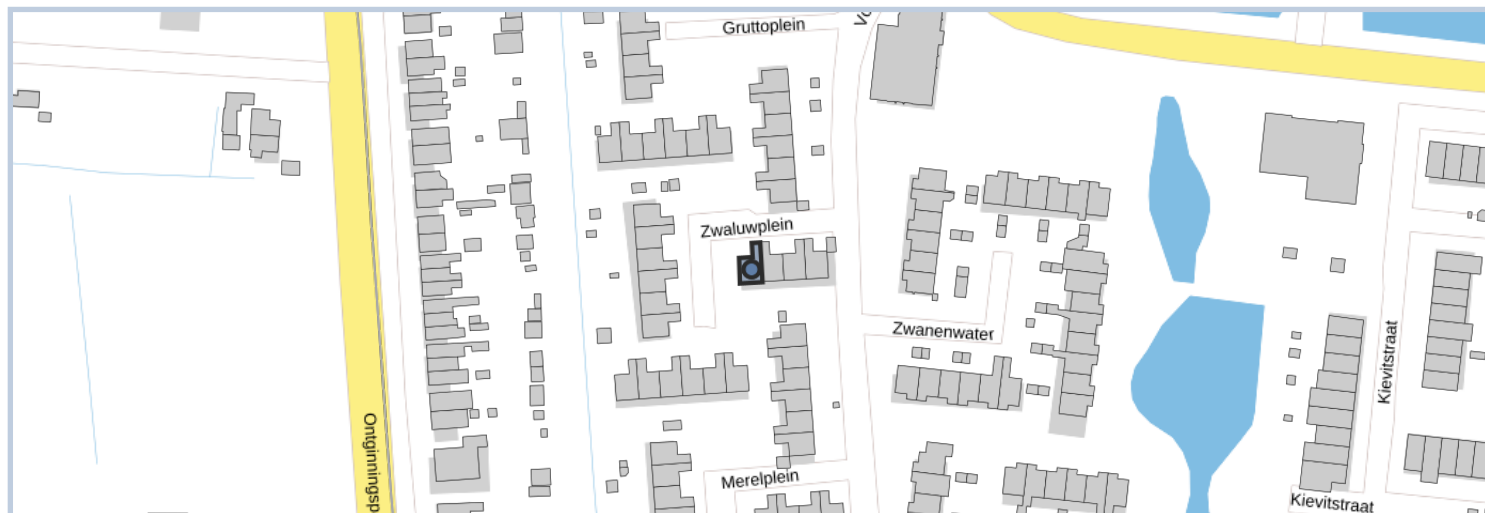 Gruttoplein
Zwaluwplein
Zwanenwater
Kievitstraat
Merelplein
Kievitstraat